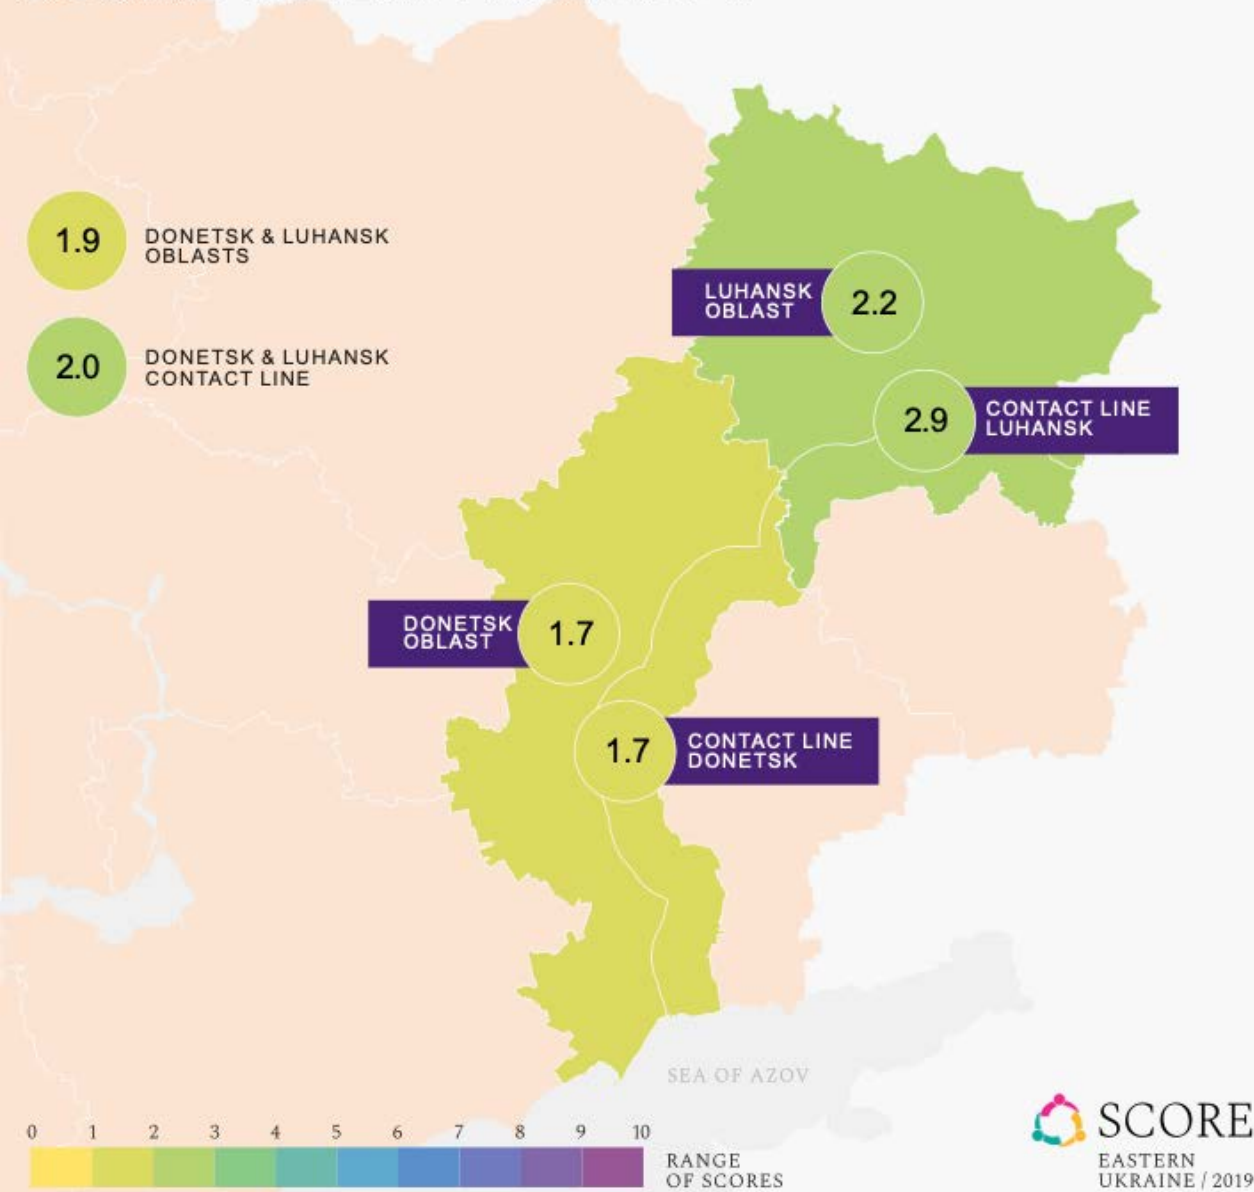 1.9
DONETSK & LUHANSK
OBLASTS
2.0
DONETSK & LUHANSK
CONTACT LINE
LUHANSK
OBLAST
2.2
2.9
CONTACT LINE
LUHANSK
DONETSK
OBLAST
1.7
1.7
CONTACT LINE
DONETSK
SEA OF AZOV
0 1 2 3 4 5 6 7 8 9 10
RANGE
OF SCORES
SCORE
EASTERN
UKRAINE / 2019